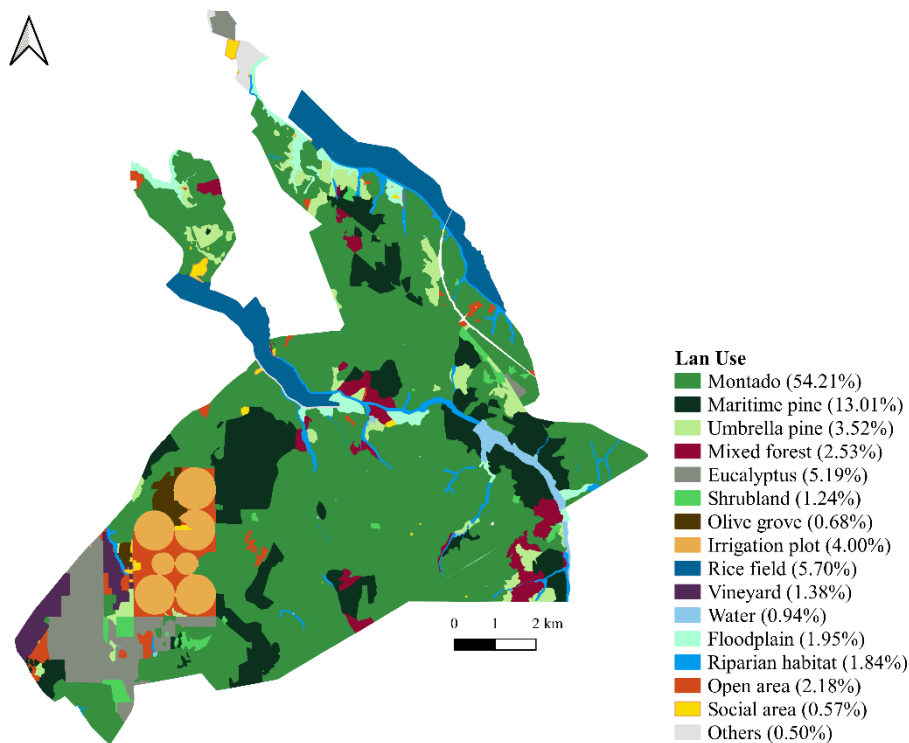 Lan Use
Montado (54.21%)
Maritime pine (13.01%)
Umbrella pine (3.52%)
Mixed forest (2.53%)
Eucalyptus (5.19%)
Shrubland (1.24%)
Olive grove (0.68%)
Irrigation plot (4.00%)
Rice field (5.70%)
Vineyard (1.38%)
Water (0.94%)
Floodplain (1.95%)
Riparian habitat (1.84%)
Open area (2.18%)
Social area (0.57%)
Others (0.50%)
0 1 2 km